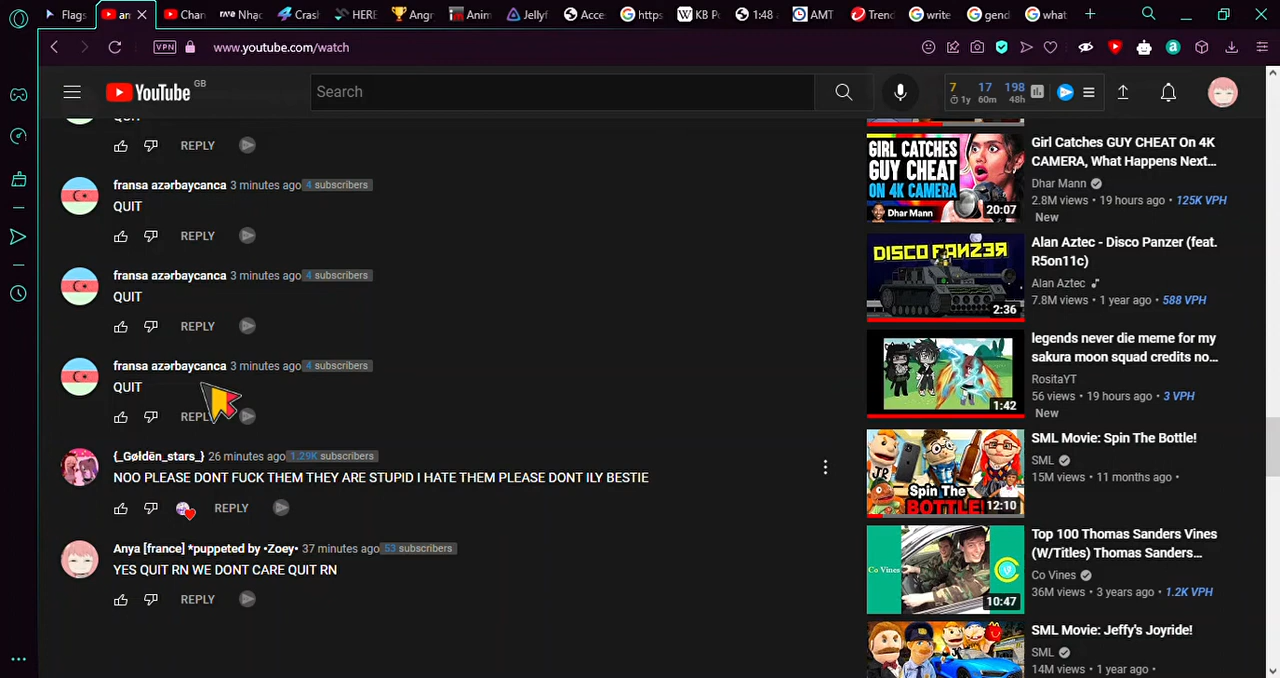 Flags
an
Chan
Nhạc
Crash
HERE
Angr
Anim
Jellyf
Acces
https
KB Po
1:48 a
AMT
Trend
write
gend
what
VPN
www.youtube.com/watch
YouTube GB
Search
7 17 198
1y 60m 48h
QUIT
REPLY
fransa azərbaycanca 3 minutes ago 4 subscribers
QUIT
REPLY
fransa azərbaycanca 3 minutes ago 4 subscribers
QUIT
REPLY
fransa azərbaycanca 3 minutes ago 4 subscribers
QUIT
REPL
{_Gøldēn_stars_} 26 minutes ago 1.29K subscribers
NOO PLEASE DONT FUCK THEM THEY ARE STUPID I HATE THEM PLEASE DONT ILY BESTIE
REPLY
Anya [france] *puppeted by •Zoey• 37 minutes ago 53 subscribers
YES QUIT RN WE DONT CARE QUIT RN
REPLY
GIRL CATCHES
GUY CHEAT
ON 4K
CAMERA
Dhar Mann
20:07
Girl Catches GUY CHEAT On 4K
CAMERA, What Happens Next...
Dhar Mann
2.8M views • 19 hours ago • 125K VPH
New
DISCO PANZER
2:36
Alan Aztec - Disco Panzer (feat.
R5on11c)
Alan Aztec
7.8M views • 1 year ago • 588 VPH
1:42
legends never die meme for my
sakura moon squad credits no...
RositaYT
56 views • 19 hours ago • 3 VPH
New
JP
Spin The
BOTTLE!
12:10
SML Movie: Spin The Bottle!
SML
15M views • 11 months ago •
Co Vines
10:47
Top 100 Thomas Sanders Vines
(W/Titles) Thomas Sanders...
Co Vines
36M views • 3 years ago • 1.2K VPH
SML Movie: Jeffy's Joyride!
SML
14M views • 1 year ago •